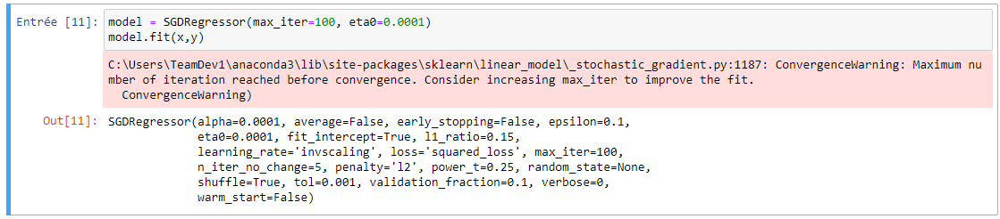 Entrée [11]: model = SGDRegressor(max_iter=100, eta0=0.0001)
model.fit(x,y)
C:\Users\TeamDev1\anaconda3\lib\site-packages\sklearn\linear_model\_stochastic_gradient.py:1187: ConvergenceWarning: Maximum nu
mber of iteration reached before convergence. Consider increasing max_iter to improve the fit.
ConvergenceWarning)
Out[11]: SGDRegressor(alpha=0.0001, average=False, early_stopping=False, epsilon=0.1,
eta0=0.0001, fit_intercept=True, l1_ratio=0.15,
learning_rate='invscaling', loss='squared_loss', max_iter=100,
n_iter_no_change=5, penalty='l2', power_t=0.25, random_state=None,
shuffle=True, tol=0.001, validation_fraction=0.1, verbose=0,
warm_start=False)